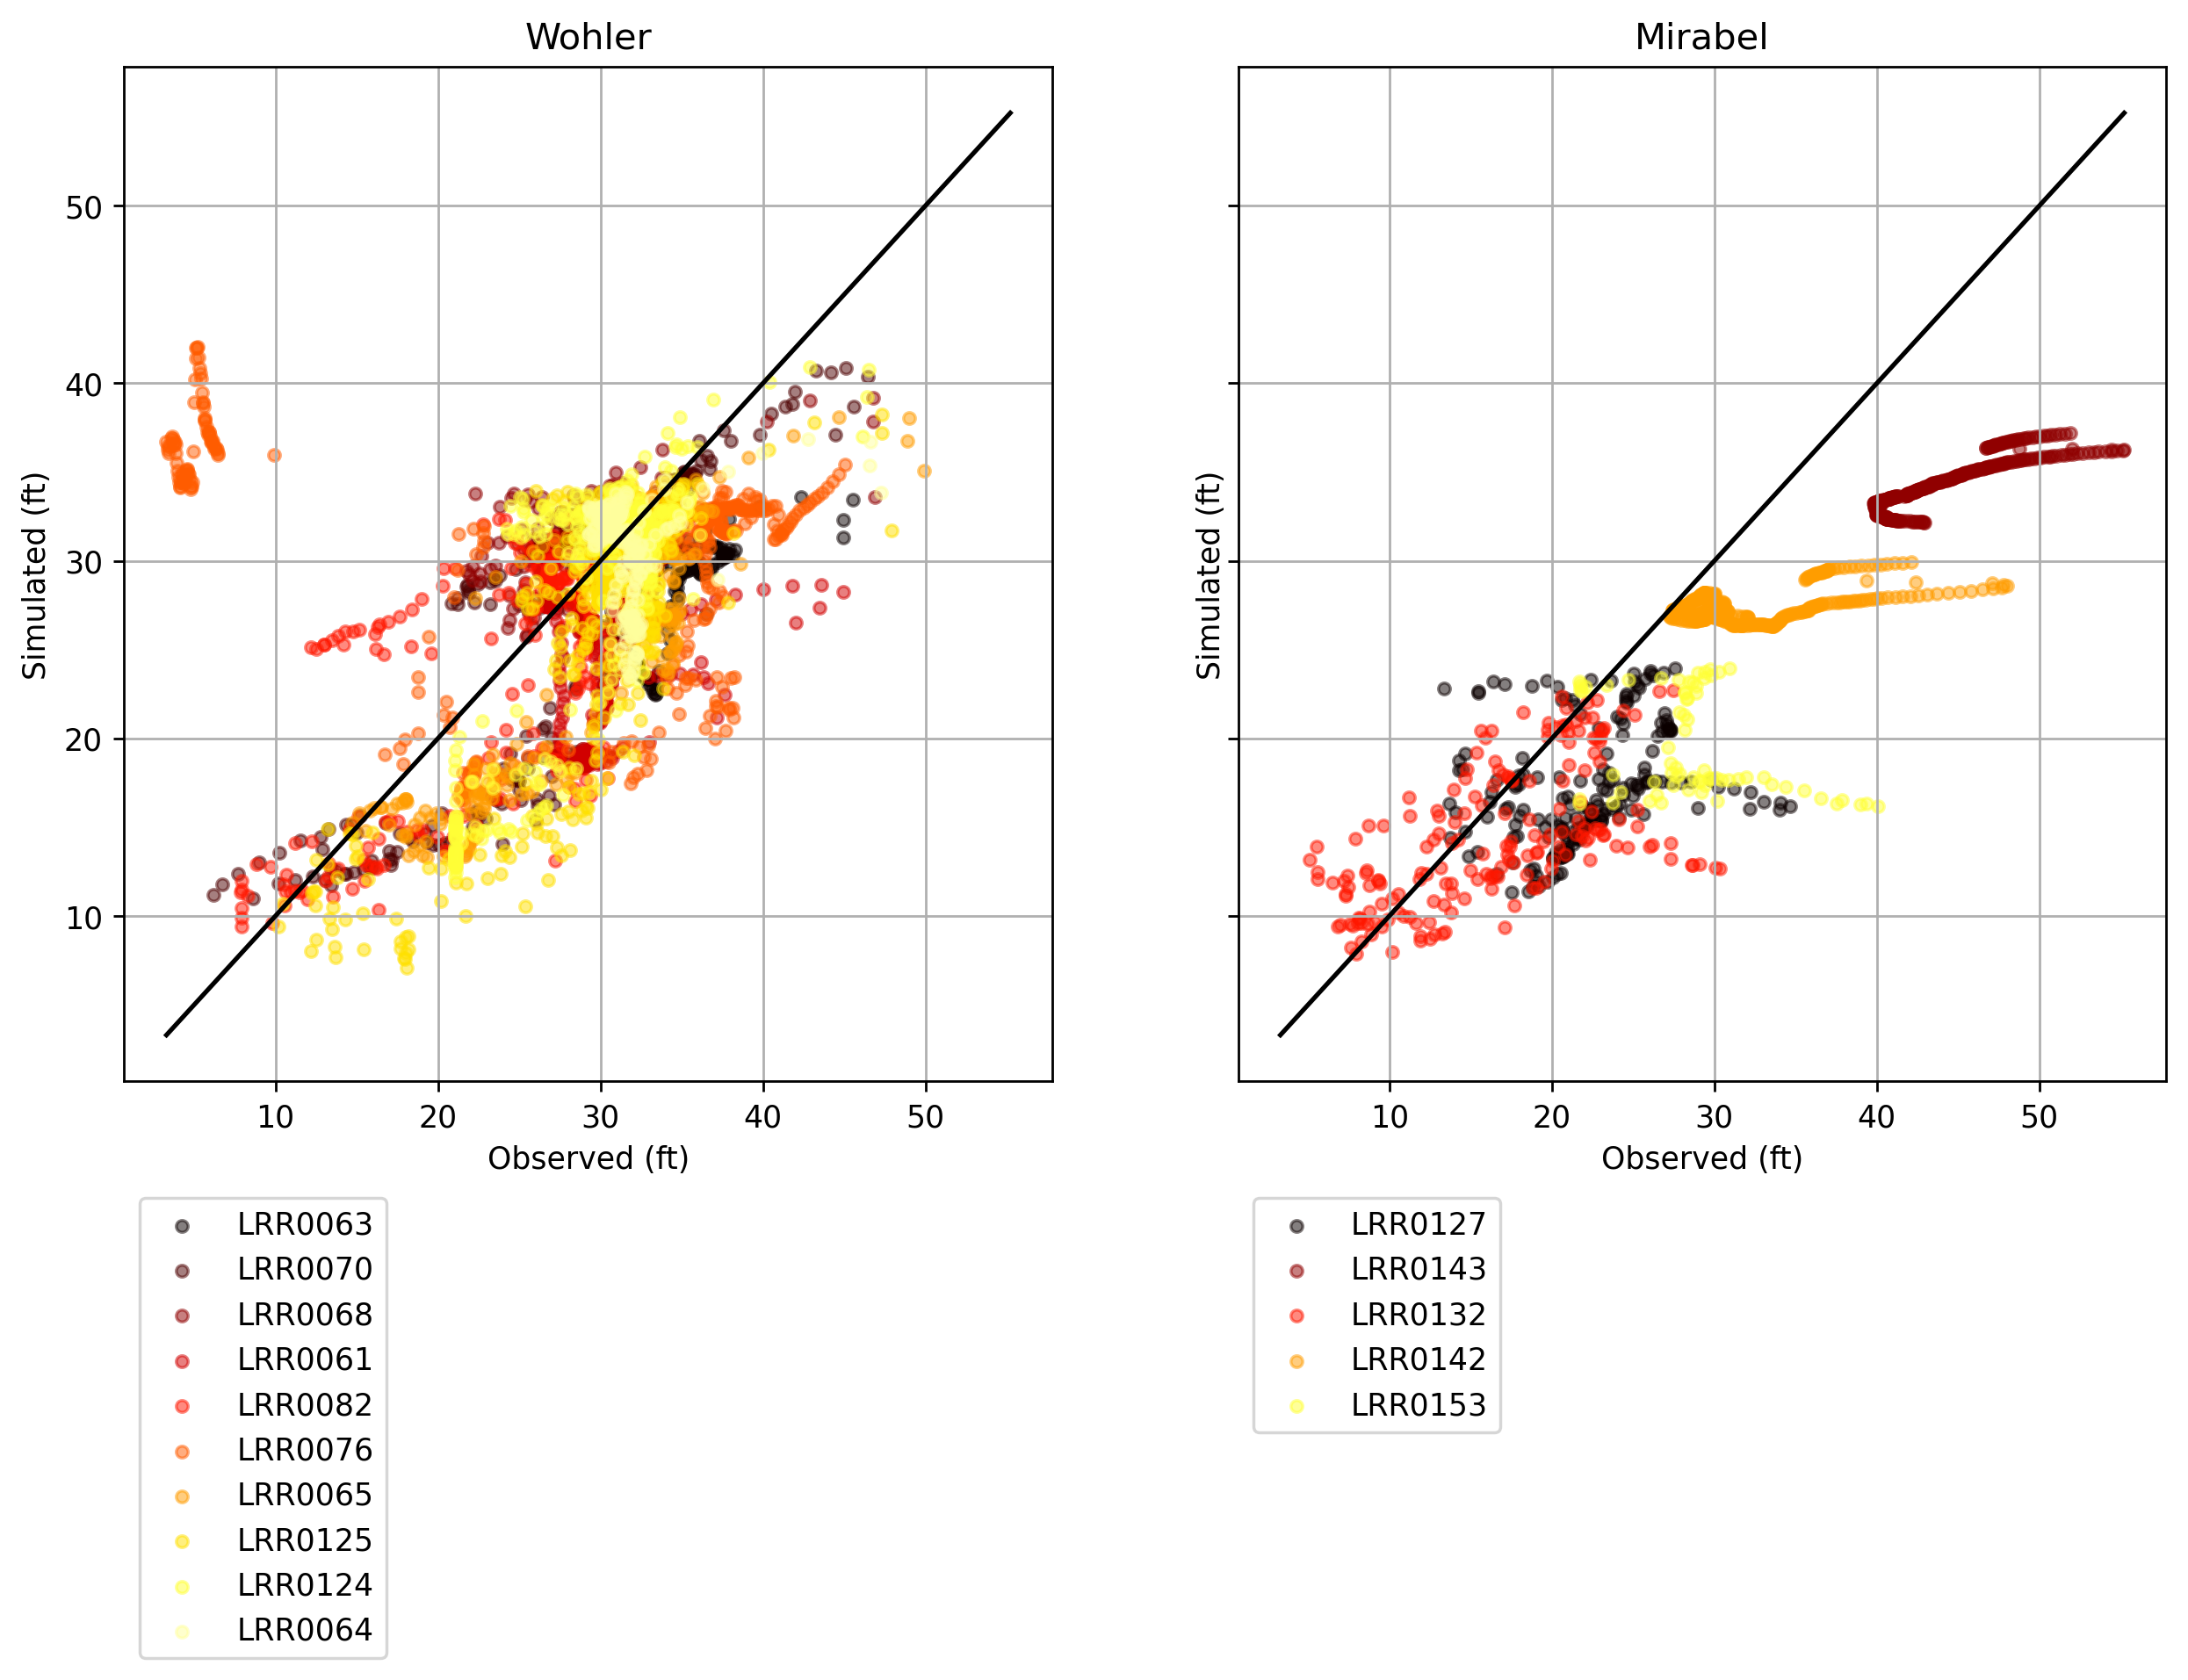 Wohler
50
40
30
20
10
Simulated (ft)
10 20 30 40 50
Observed (ft)
LRR0063
LRR0070
LRR0068
LRR0061
LRR0082
LRR0076
LRR0065
LRR0125
LRR0124
LRR0064
Mirabel
Simulated (ft)
10 20 30 40 50
Observed (ft)
LRR0127
LRR0143
LRR0132
LRR0142
LRR0153